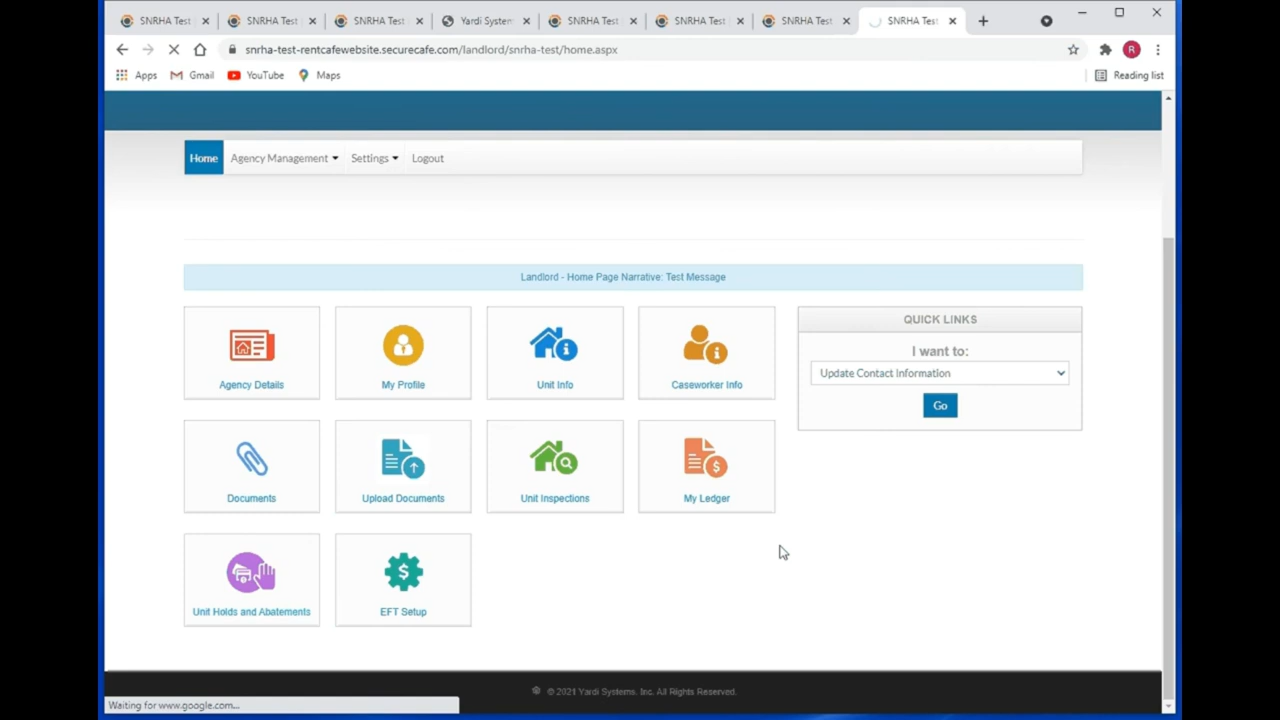 SNRHA Test
SNRHA Test
SNRHA Test
Yardi System
SNRHA Test
SNRHA Test
SNRHA Test
SNRHA Test
snrha-test-rentcafewebsite.securecafe.com/landlord/snrha-test/home.aspx
R
Apps
Gmail
YouTube
Maps
Reading list
Home
Agency Management
Settings
Logout
Landlord - Home Page Narrative: Test Message
Agency Details
My Profile
Unit Info
Caseworker Info
QUICK LINKS
I want to:
Update Contact Information
Go
Documents
Upload Documents
Unit Inspections
My Ledger
Unit Holds and Abatements
EFT Setup
© 2021 Yardi Systems. Inc. All Rights Reserved.
Waiting for www.google.com...